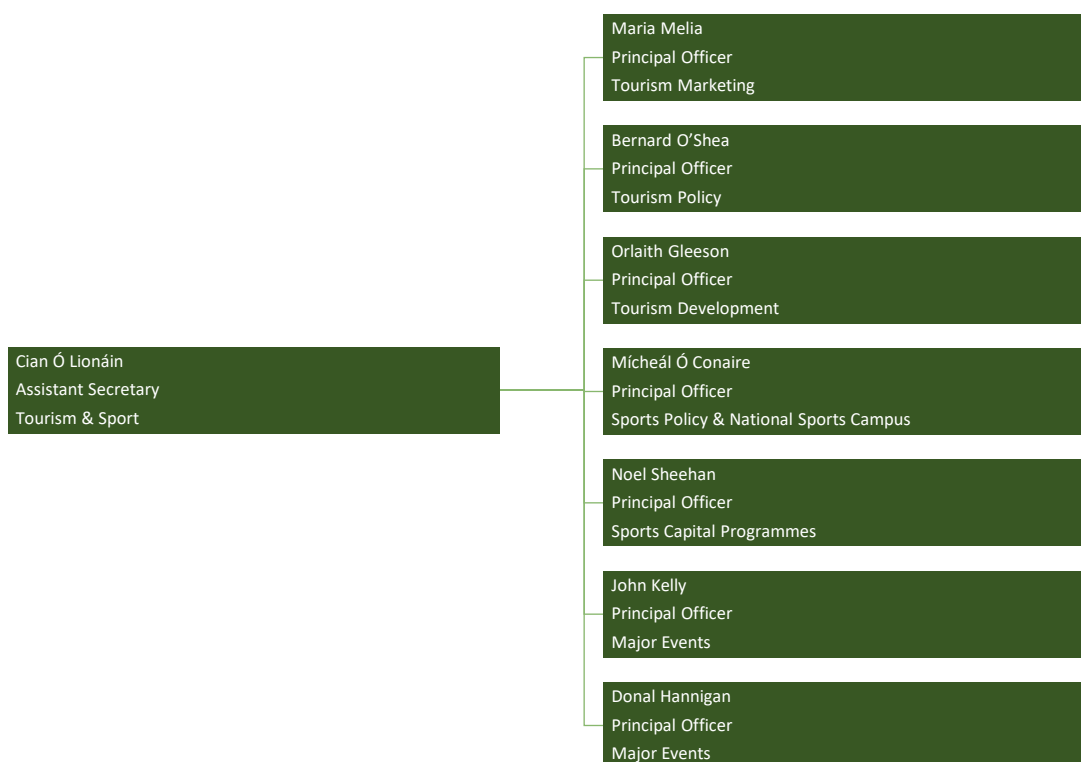 Maria Melia
Principal Officer
Tourism Marketing
Bernard O’Shea
Principal Officer
Tourism Policy
Orlaith Gleeson
Principal Officer
Tourism Development
Cian Ó Lionáin
Assistant Secretary
Tourism & Sport
Mícheál Ó Conaire
Principal Officer
Sports Policy & National Sports Campus
Noel Sheehan
Principal Officer
Sports Capital Programmes
John Kelly
Principal Officer
Major Events
Donal Hannigan
Principal Officer
Major Events